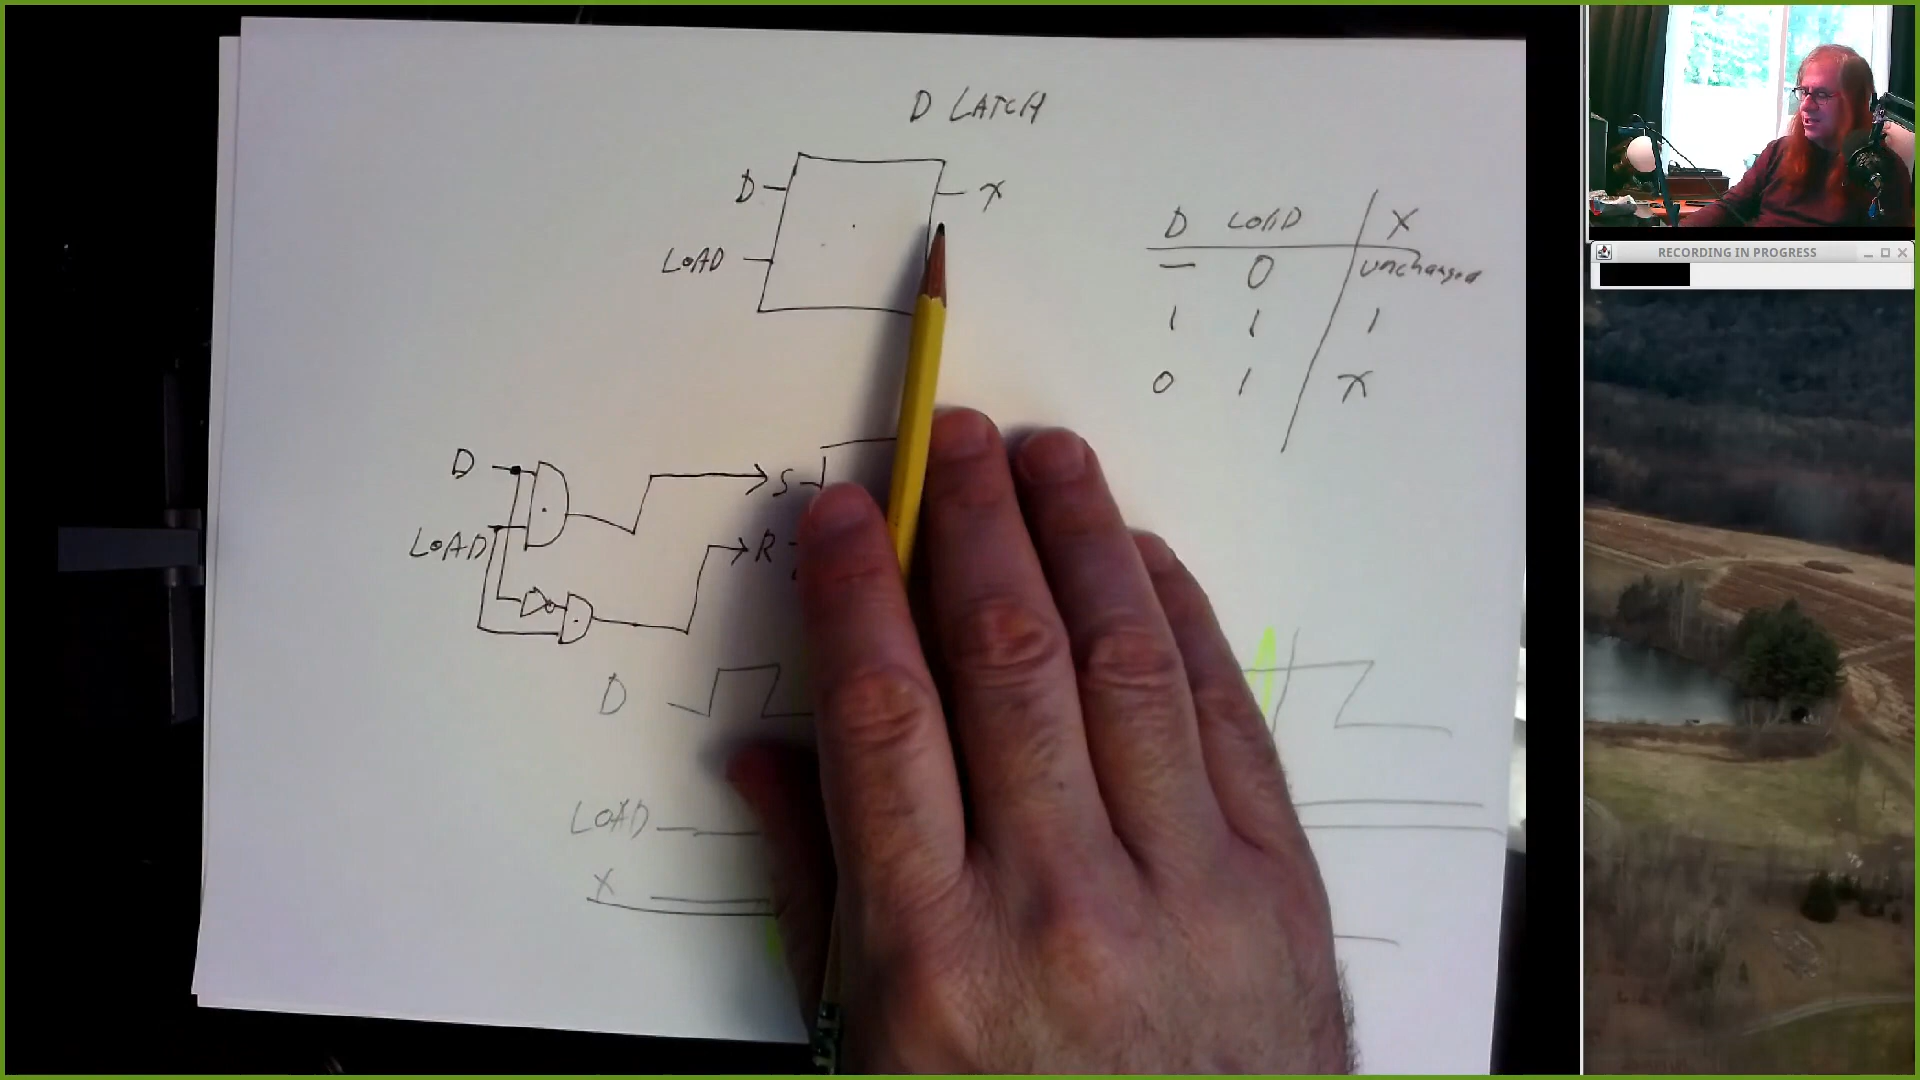 D LATCH
D
X
LOAD
D LOAD X
— 0 unchanged
1 1 1
0 1 X
D
S
LOAD
R
D
LOAD
X
RECORDING IN PROGRESS